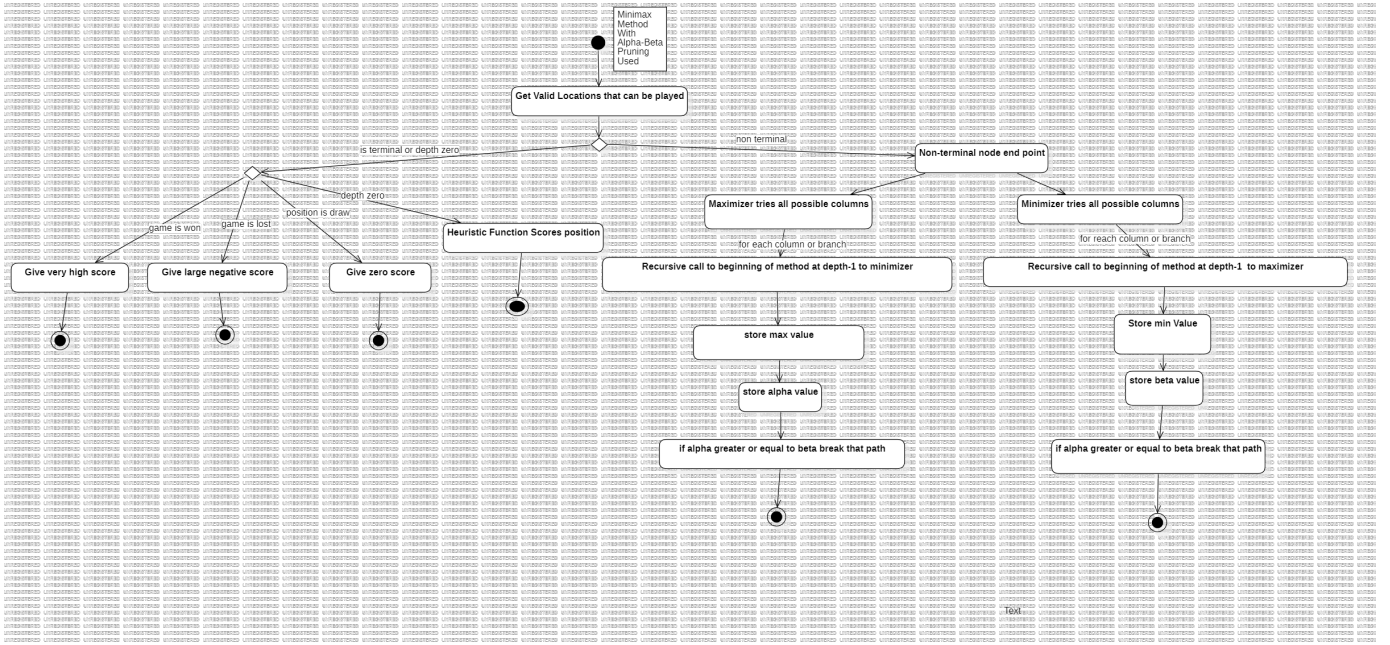 Minimax
Method
With
Alpha-Beta
Pruning
Used
Get Valid Locations that can be played
is terminal or depth zero
non terminal
Non-terminal node end point
depth zero
position is draw
game is lost
game is won
Maximizer tries all possible columns
Minimizer tries all possible columns
Heuristic Function Scores position
for each column or branch
for reach column or branch
Give very high score
Give large negative score
Give zero score
Recursive call to beginning of method at depth-1 to minimizer
Recursive call to beginning of method at depth-1 to maximizer
store max value
Store min Value
store alpha value
store beta value
if alpha greater or equal to beta break that path
if alpha greater or equal to beta break that path
Text